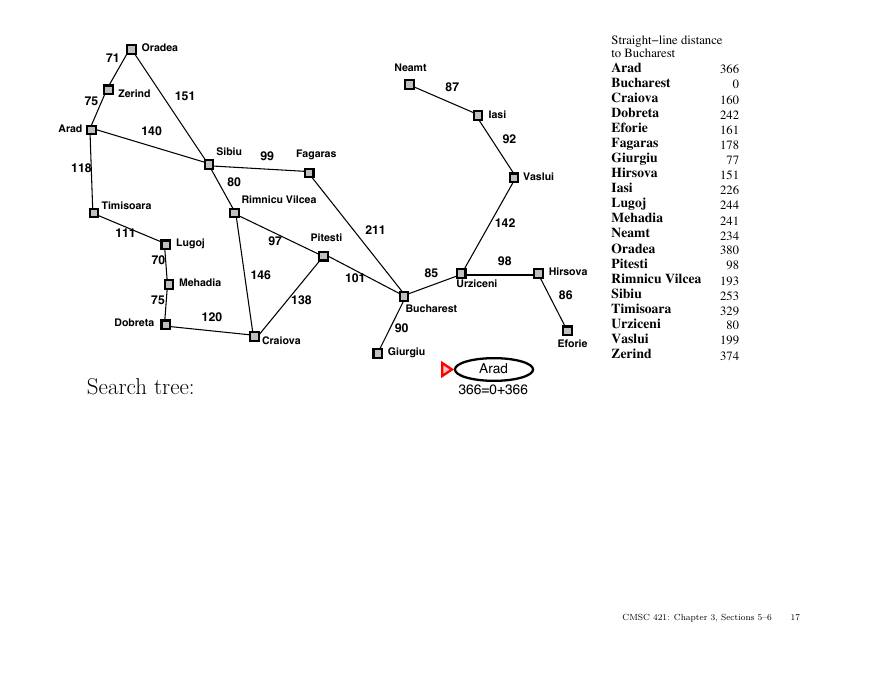 Oradea
71
Zerind
75
151
Arad
140
118
Sibiu
99
Fagaras
80
Rimnicu Vilcea
Timisoara
111
Lugoj
70
Mehadia
75
Dobreta
120
Craiova
97
Pitesti
146
138
101
211
Bucharest
90
Giurgiu
85
Urziceni
Neamt
87
Iasi
92
Vaslui
142
98
Hirsova
86
Eforie
Straight−line distance
to Bucharest
Arad 366
Bucharest 0
Craiova 160
Dobreta 242
Eforie 161
Fagaras 178
Giurgiu 77
Hirsova 151
Iasi 226
Lugoj 244
Mehadia 241
Neamt 234
Oradea 380
Pitesti 98
Rimnicu Vilcea 193
Sibiu 253
Timisoara 329
Urziceni 80
Vaslui 199
Zerind 374
Search tree:
Arad
366=0+366
CMSC 421: Chapter 3, Sections 5–6 17